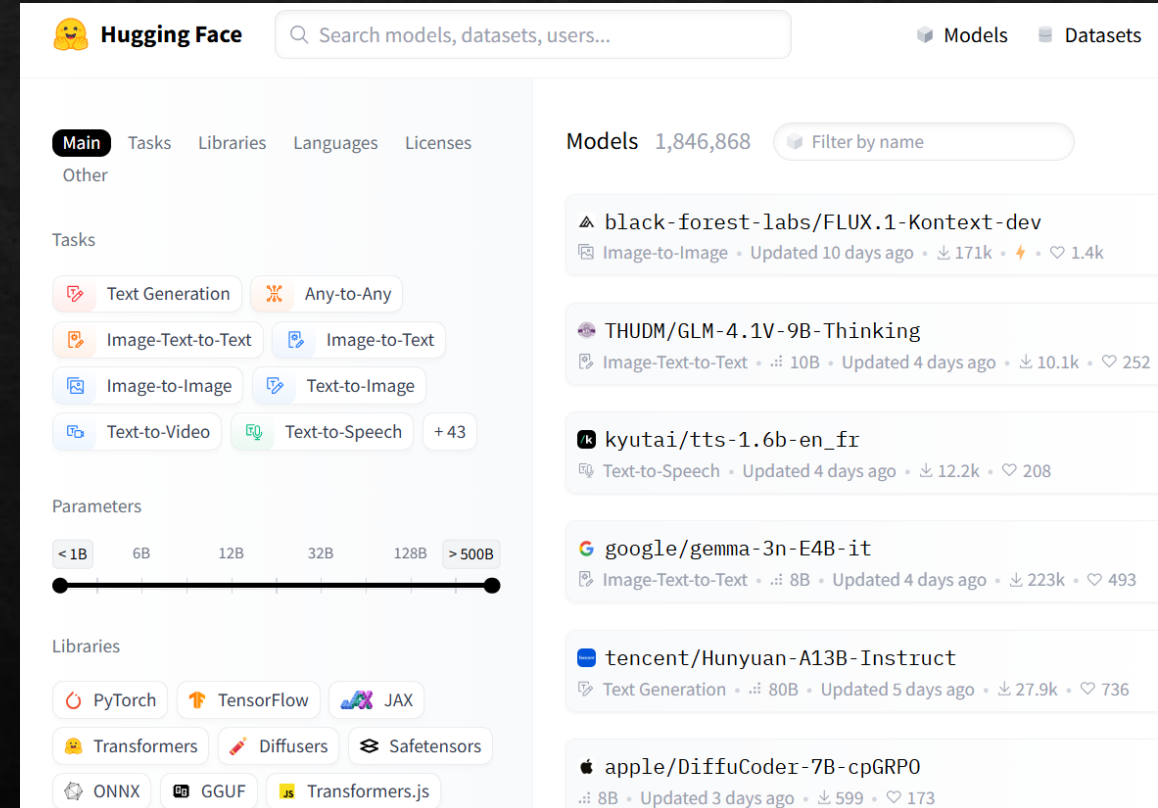 Hugging Face
Search models, datasets, users...
Models
Datasets
Main Tasks Libraries Languages Licenses
Other
Tasks
Text Generation Any-to-Any
Image-Text-to-Text Image-to-Text
Image-to-Image Text-to-Image
Text-to-Video Text-to-Speech + 43
Parameters
< 1B 6B 12B 32B 128B > 500B
Libraries
PyTorch TensorFlow JAX
Transformers Diffusers Safetensors
ONNX GGUF Transformers.js
Models 1,846,868 Filter by name
black-forest-labs/FLUX.1-Kontext-dev
Image-to-Image • Updated 10 days ago • 171k • • 1.4k
THUDM/GLM-4.1V-9B-Thinking
Image-Text-to-Text • 10B • Updated 4 days ago • 10.1k • 252
kyutai/tts-1.6b-en_fr
Text-to-Speech • Updated 4 days ago • 12.2k • 208
google/gemma-3n-E4B-it
Image-Text-to-Text • 8B • Updated 4 days ago • 223k • 493
tencent/Hunyuan-A13B-Instruct
Text Generation • 80B • Updated 5 days ago • 27.9k • 736
apple/DiffuCoder-7B-cpGRPO
8B • Updated 3 days ago • 599 • 173